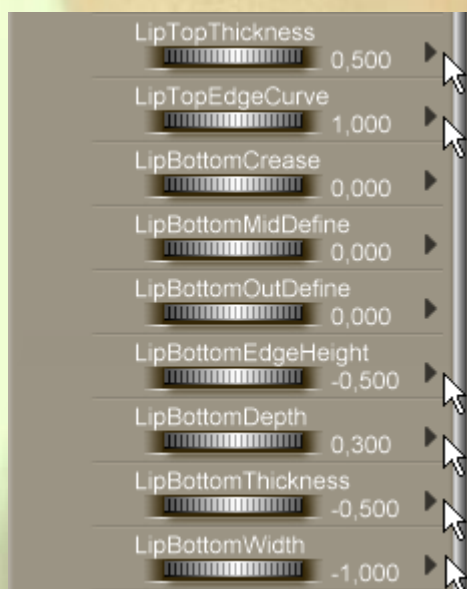 LipTopThickness
0,500
LipTopEdgeCurve
1,000
LipBottomCrease
0,000
LipBottomMidDefine
0,000
LipBottomOutDefine
0,000
LipBottomEdgeHeight
-0,500
LipBottomDepth
0,300
LipBottomThickness
-0,500
LipBottomWidth
-1,000